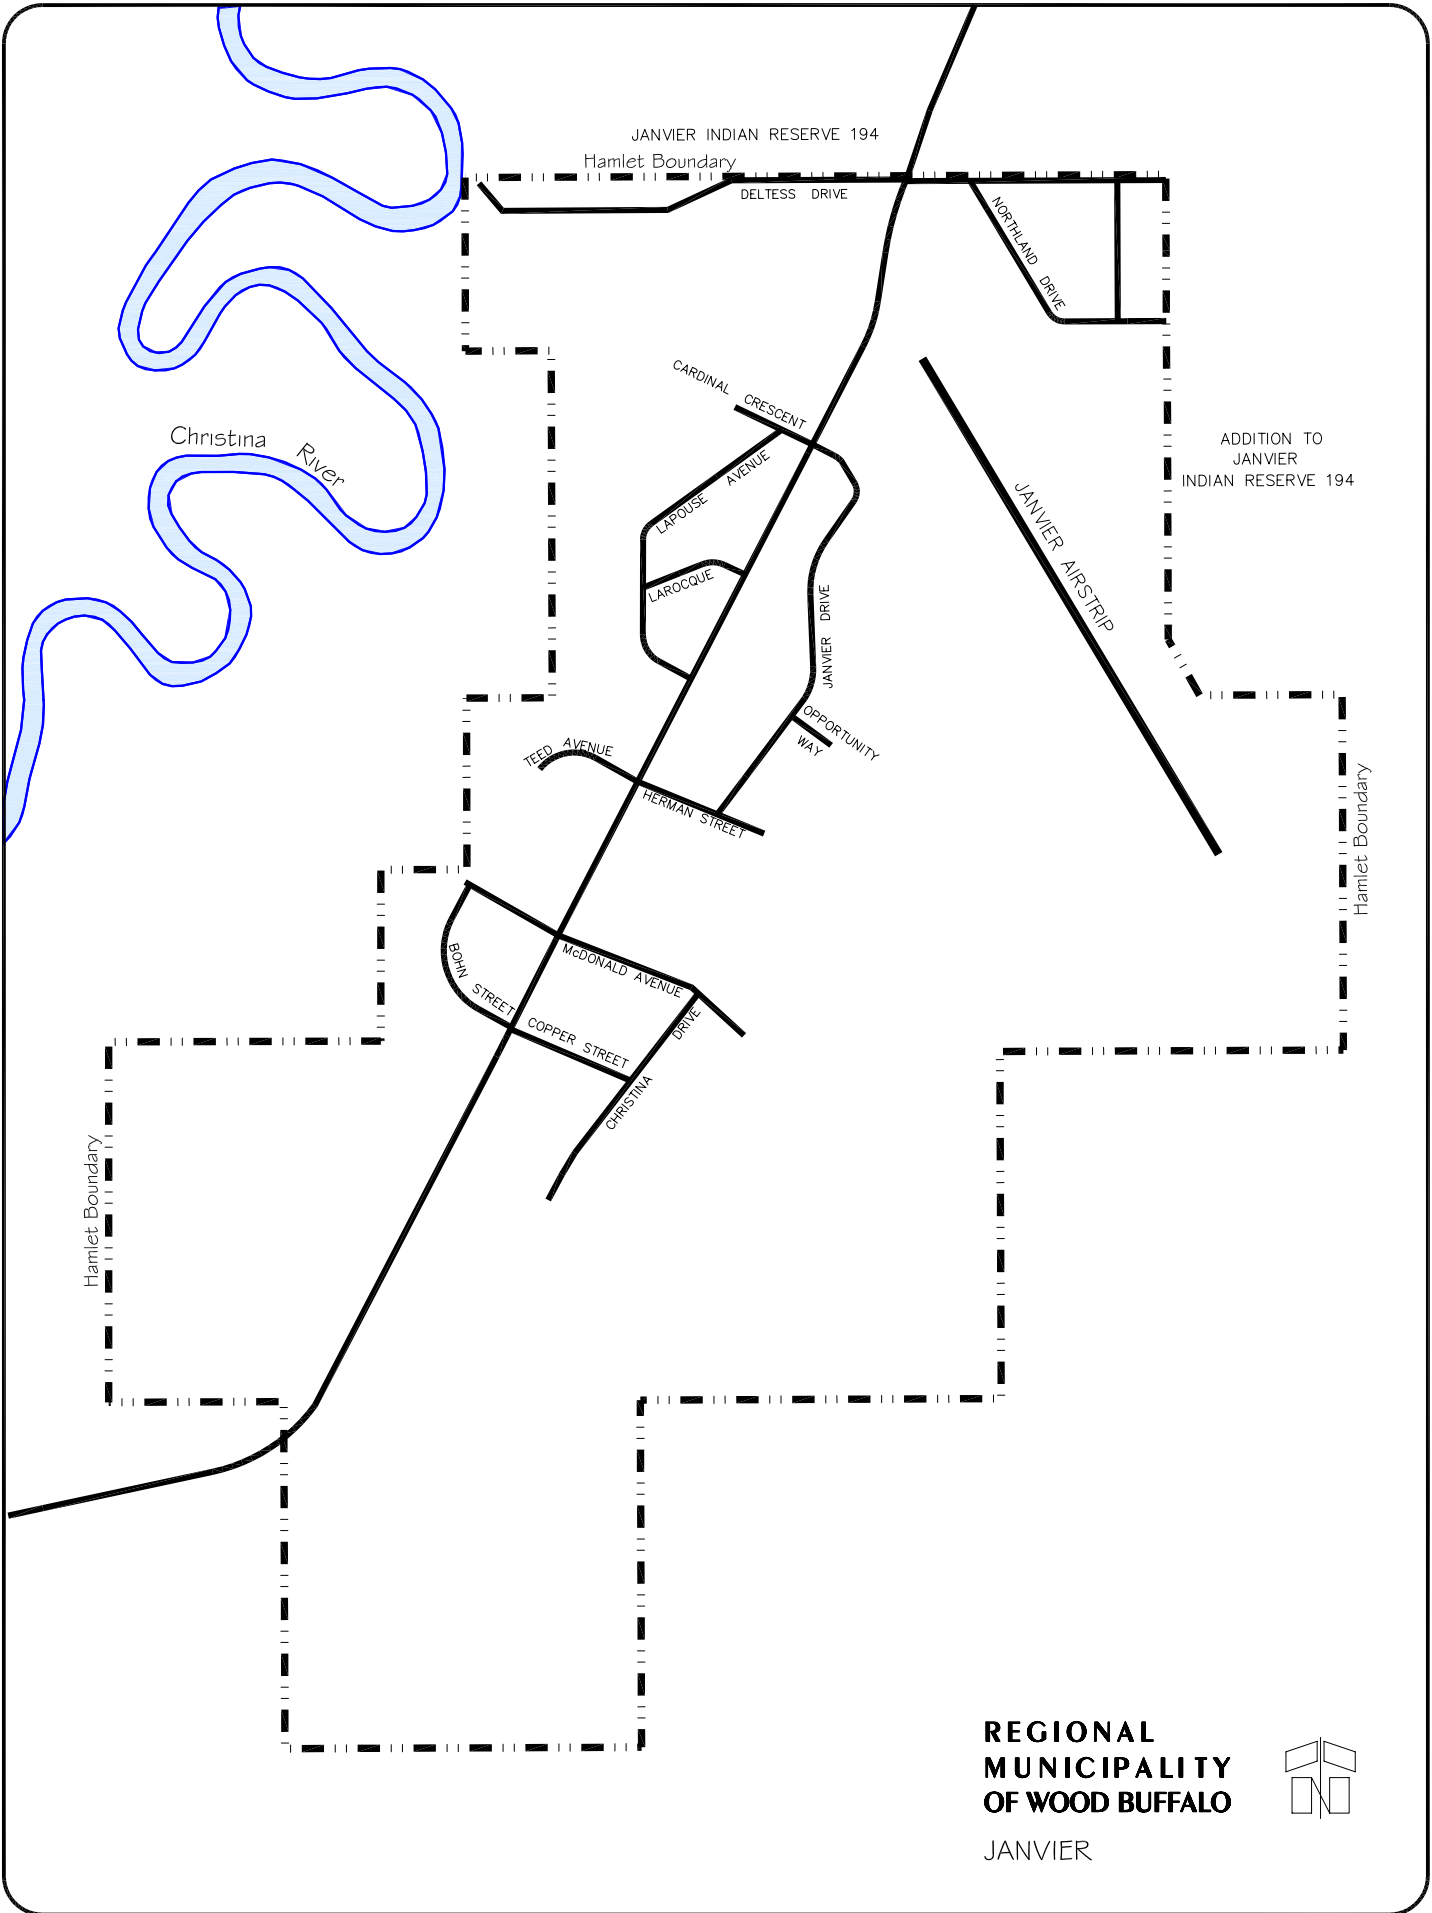 JANVIER INDIAN RESERVE 194
Hamlet Boundary
DELTESS DRIVE
NORTHLAND DRIVE
CARDINAL CRESCENT
Christina River
ADDITION TO
JANVIER
INDIAN RESERVE 194
LAPOUSE AVENUE
JANVIER AIRSTRIP
LAROCQUE
JANVIER DRIVE
OPPORTUNITY
WAY
TEED AVENUE
HERMAN STREET
Hamlet Boundary
BOHN STREET
McDONALD AVENUE
COPPER STREET
CHRISTINA DRIVE
Hamlet Boundary
REGIONAL
MUNICIPALITY
OF WOOD BUFFALO
JANVIER
N